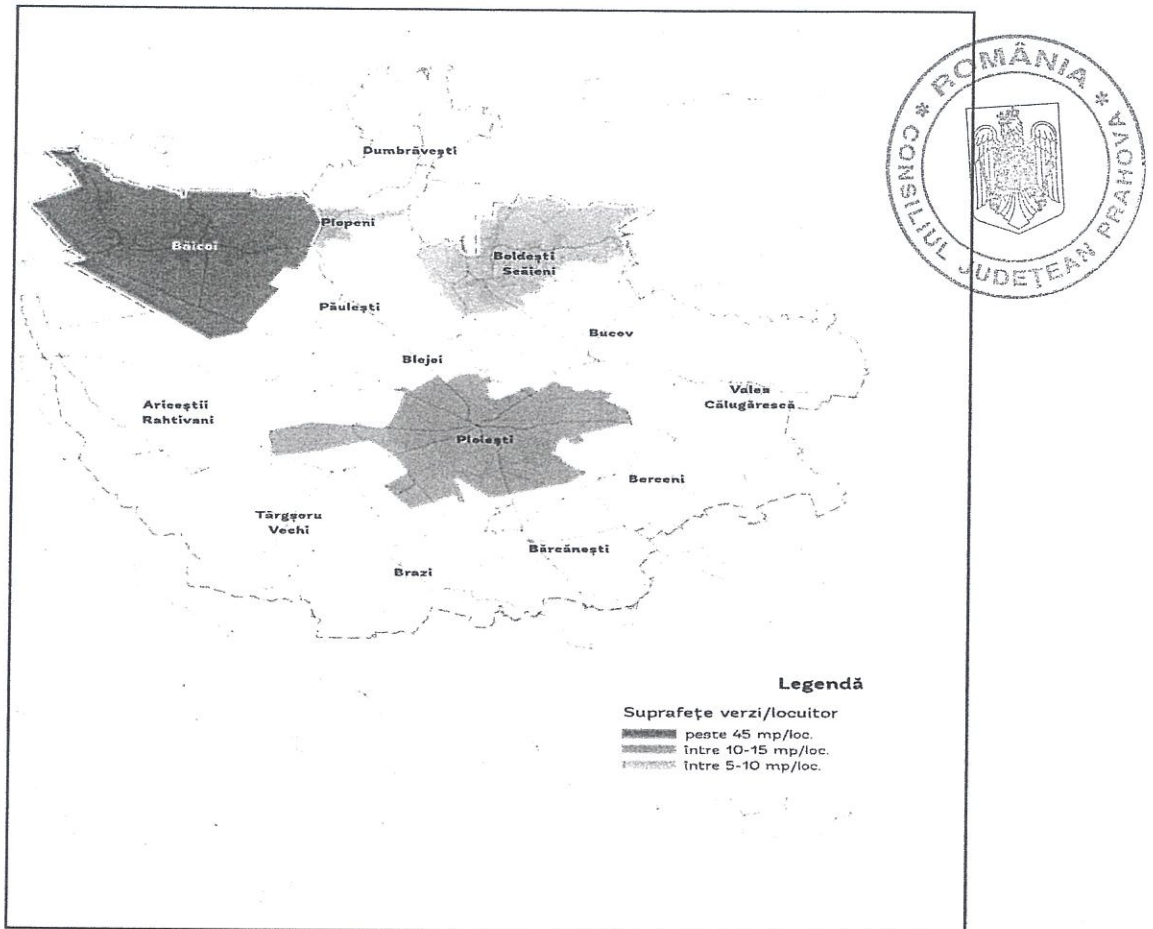 Dumbrăvești
Plopeni
Băicoi
Boldești
Scăieni
Păulești
Bucov
Blejoi
Valea
Călugărească
Ariceștii
Rahtivani
Ploiești
Berceni
Târgșoru
Vechi
Bărcănești
Brazi
Legendă
Suprafețe verzi/locuitor
peste 45 mp/loc.
între 10-15 mp/loc.
între 5-10 mp/loc.
* ROMÂNIA *
CONSILIUL JUDEȚEAN PRAHOVA